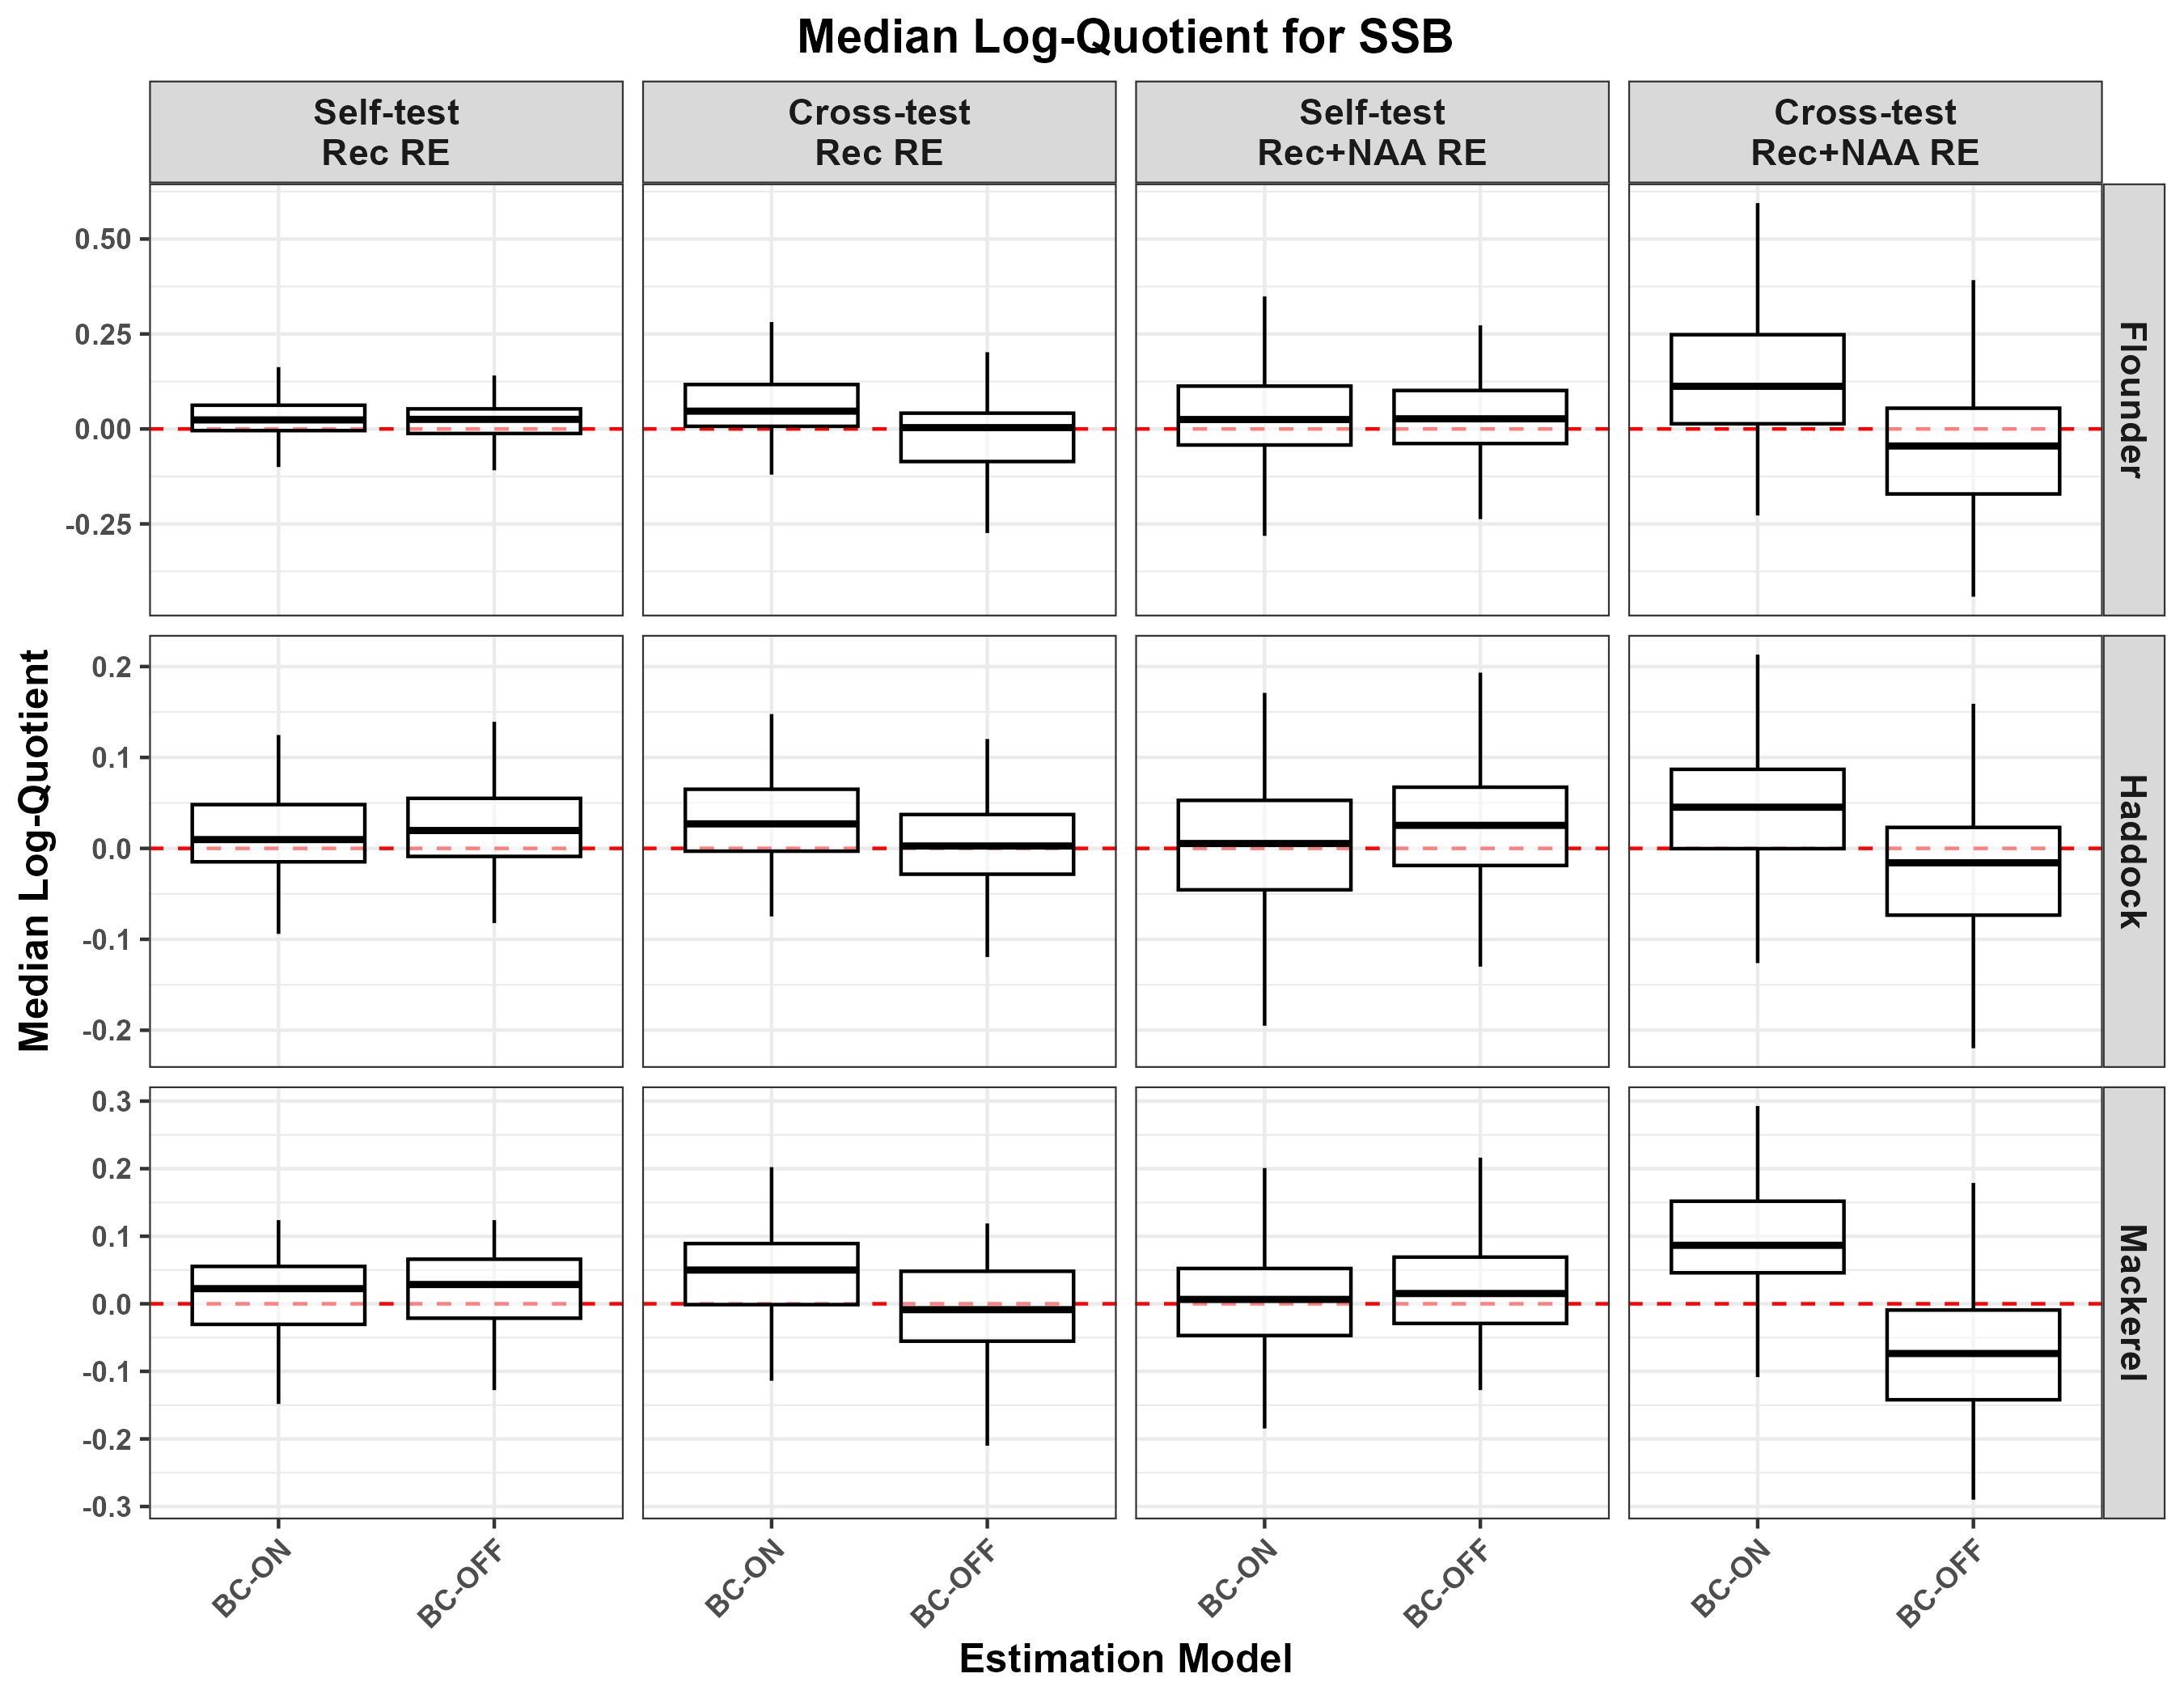 Median Log-Quotient for SSB
Self-test
Rec RE
Cross-test
Rec RE
Self-test
Rec+NAA RE
Cross-test
Rec+NAA RE
Median Log-Quotient
0.50
0.25
0.00
-0.25
Flounder
0.2
0.1
0.0
-0.1
-0.2
Haddock
0.3
0.2
0.1
0.0
-0.1
-0.2
-0.3
Mackerel
BC-ON
BC-OFF
BC-ON
BC-OFF
BC-ON
BC-OFF
BC-ON
BC-OFF
Estimation Model